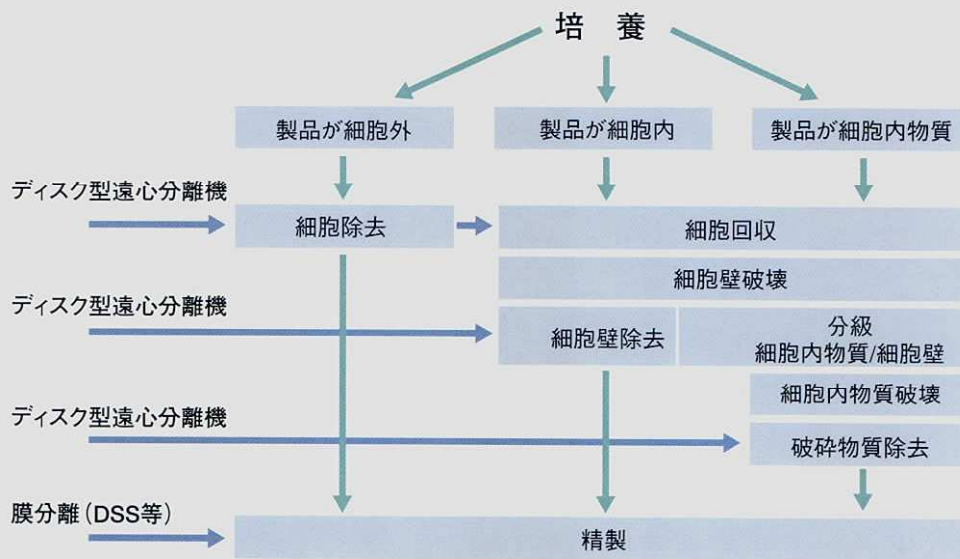 培 養
製品が細胞外
製品が細胞内
製品が細胞内物質
ディスク型遠心分離機
細胞除去
細胞回収
細胞壁破壊
ディスク型遠心分離機
細胞壁除去
分級
細胞内物質/細胞壁
細胞内物質破壊
ディスク型遠心分離機
破砕物質除去
膜分離(DSS等)
精製